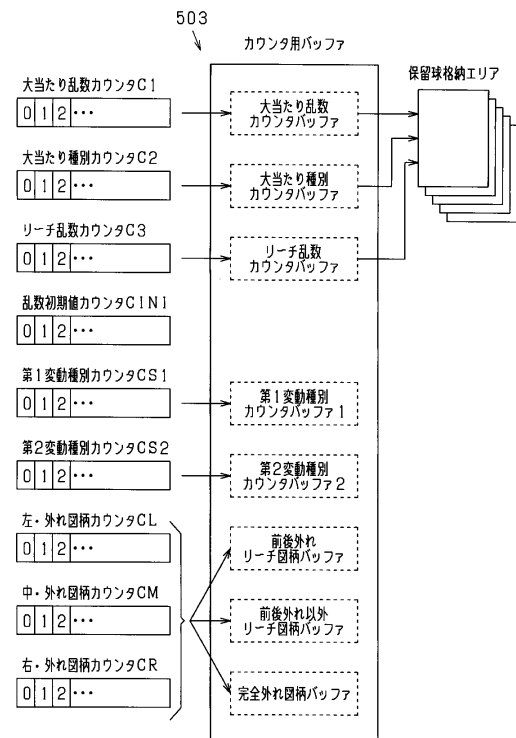 503
カウンタ用バッファ
保留球格納エリア
大当たり乱数カウンタC1
0 1 2 ･･･
大当たり乱数
カウンタバッファ
大当たり種別カウンタC2
0 1 2 ･･･
大当たり種別
カウンタバッファ
リーチ乱数カウンタC3
0 1 2 ･･･
リーチ乱数
カウンタバッファ
乱数初期値カウンタCINI
0 1 2 ･･･
第1変動種別カウンタCS1
0 1 2 ･･･
第1変動種別
カウンタバッファ1
第2変動種別カウンタCS2
0 1 2 ･･･
第2変動種別
カウンタバッファ2
左・外れ図柄カウンタCL
0 1 2 ･･･
前後外れ
リーチ図柄バッファ
中・外れ図柄カウンタCM
0 1 2 ･･･
前後外れ以外
リーチ図柄バッファ
右・外れ図柄カウンタCR
0 1 2 ･･･
完全外れ図柄バッファ